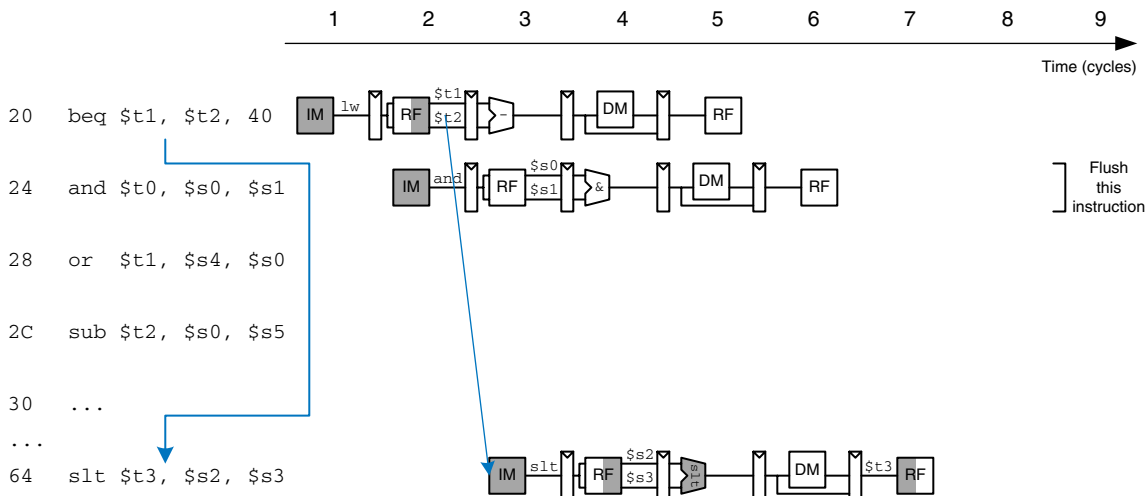 1 2 3 4 5 6 7 8 9
Time (cycles)
20 beq $t1, $t2, 40 IM lw RF $t1 $t2 - DM RF
24 and $t0, $s0, $s1 IM and RF $s0 $s1 & DM RF
Flush
this
instruction
28 or $t1, $s4, $s0
2C sub $t2, $s0, $s5
30 ...
...
64 slt $t3, $s2, $s3 IM slt RF $s2 $s3 slt DM $t3 RF